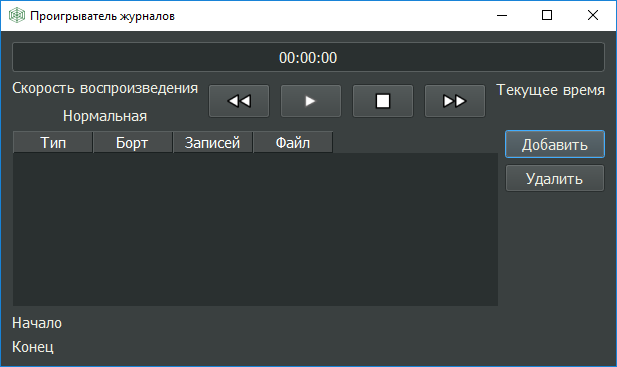 Проигрыватель журналов
00:00:00
Скорость воспроизведения
Нормальная
Текущее время
Тип Борт Записей Файл
Добавить
Удалить
Начало
Конец